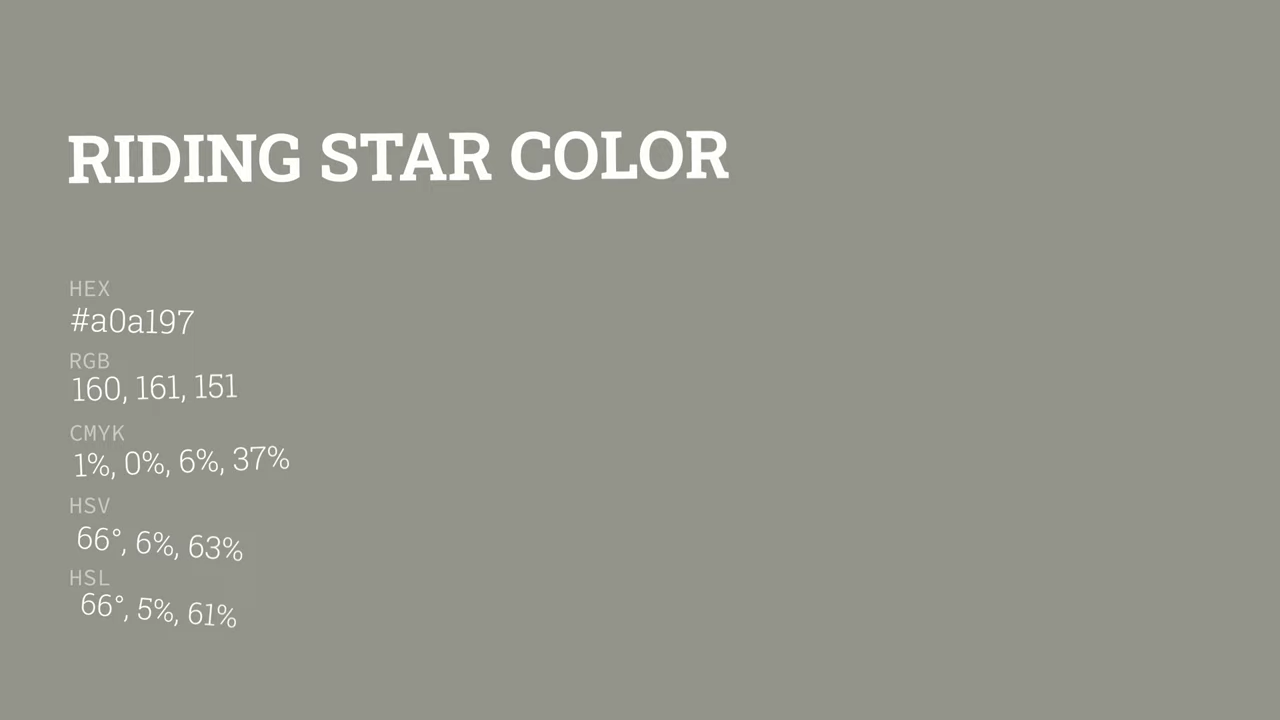 RIDING STAR COLOR
HEX
#a0a197
RGB
160, 161, 151
CMYK
1%, 0%, 6%, 37%
HSV
66°, 6%, 63%
HSL
66°, 5%, 61%